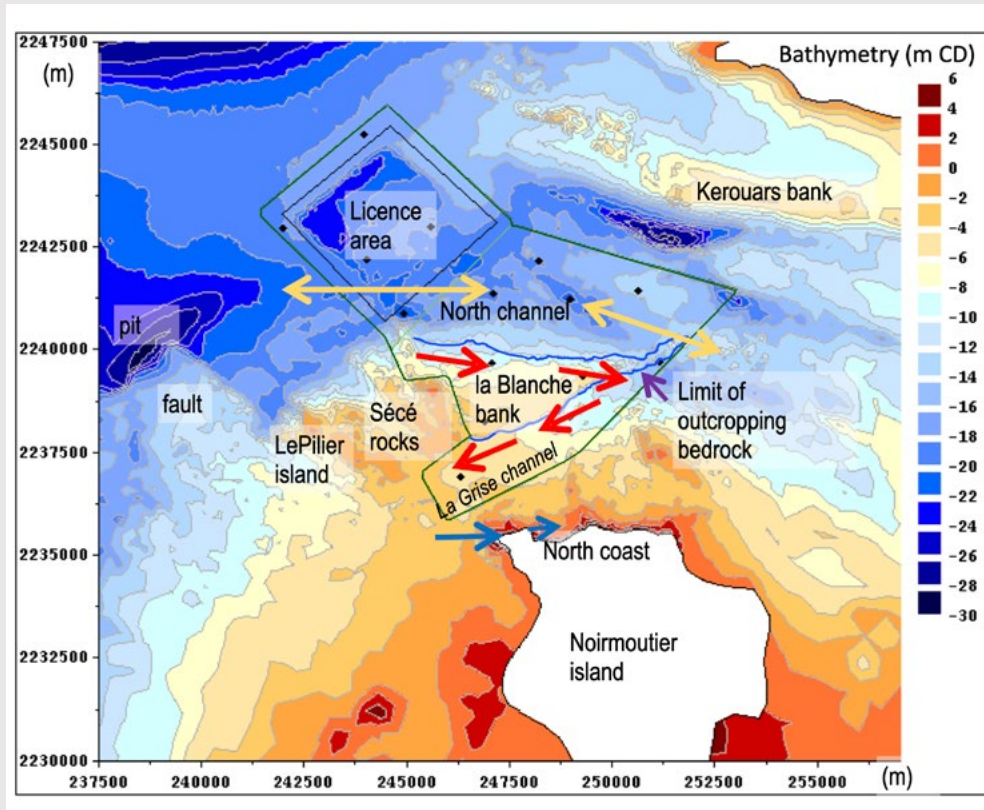 2247500
(m)
2245000
2242500
2240000
2237500
2235000
2232500
2230000
237500
240000
242500
245000
247500
250000
252500
255000
(m)
Bathymetry (m CD)
6
4
2
0
-2
-4
-6
-8
-10
-12
-14
-16
-18
-20
-22
-24
-26
-28
-30
Kerouars bank
Licence
area
North channel
pit
fault
la Blanche
bank
Limit of
outcropping
bedrock
Sécé
rocks
LePilier
island
La Grise channel
North coast
Noirmoutier
island